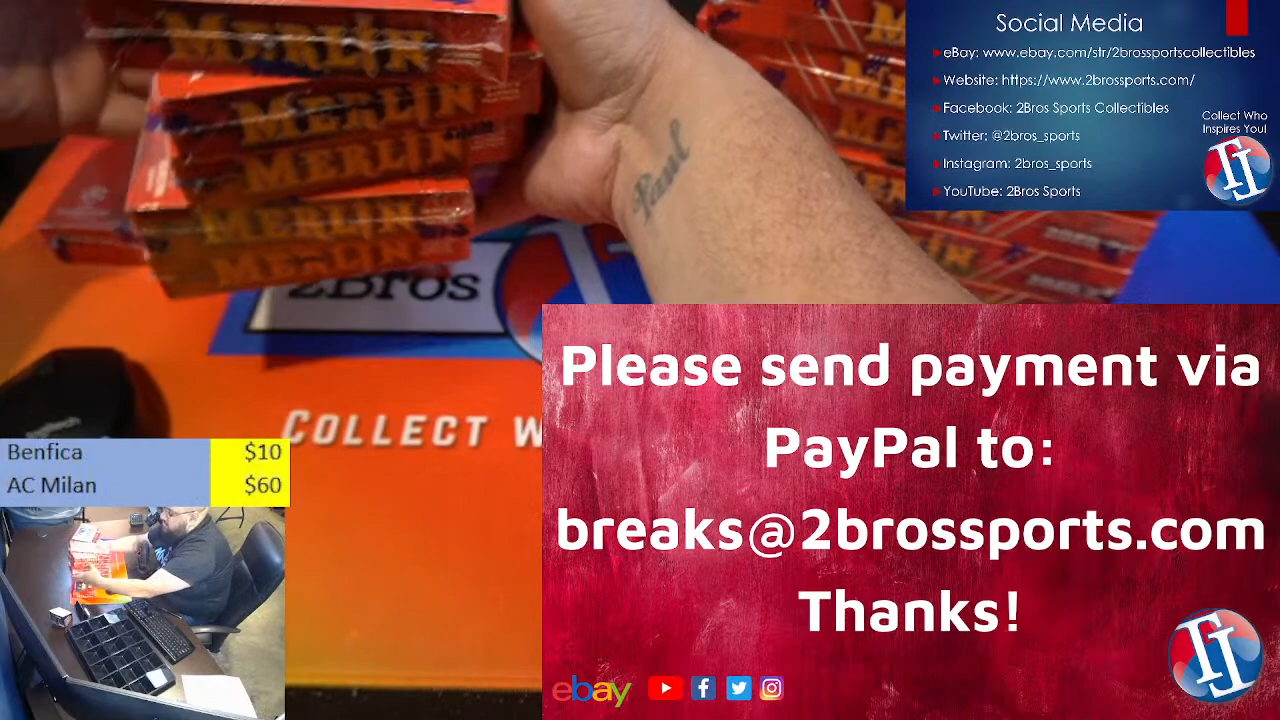 MERLIN
MERLIN
MERLIN
MERLIN
MERLIN
2Bros
COLLECT W
Paul
Social Media
eBay: www.ebay.com/str/2brossportscollectibles
Website: https://www.2brossports.com/
Facebook: 2Bros Sports Collectibles
Twitter: @2bros_sports
Instagram: 2bros_sports
YouTube: 2Bros Sports
Collect Who
Inspires You!
Benfica $10
AC Milan $60
Please send payment via
PayPal to:
breaks@2brossports.com
Thanks!
ebay